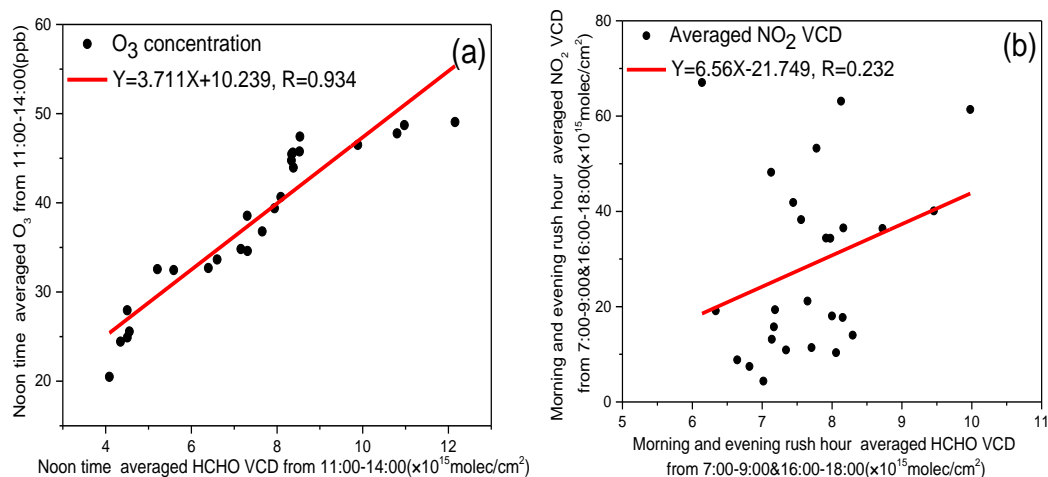 (a)
O3 concentration
Y=3.711X+10.239, R=0.934
60
50
40
30
20
4
6
8
10
12
Noon time averaged O3 from 11:00-14:00(ppb)
Noon time averaged HCHO VCD from 11:00-14:00(×10^15molec/cm^2)
(b)
Averaged NO2 VCD
Y=6.56X-21.749, R=0.232
80
60
40
20
0
5
6
7
8
9
10
11
Morning and evening rush hour averaged NO2 VCD
from 7:00-9:00&16:00-18:00(×10^15molec/cm^2)
Morning and evening rush hour averaged HCHO VCD
from 7:00-9:00&16:00-18:00(×10^15molec/cm^2)